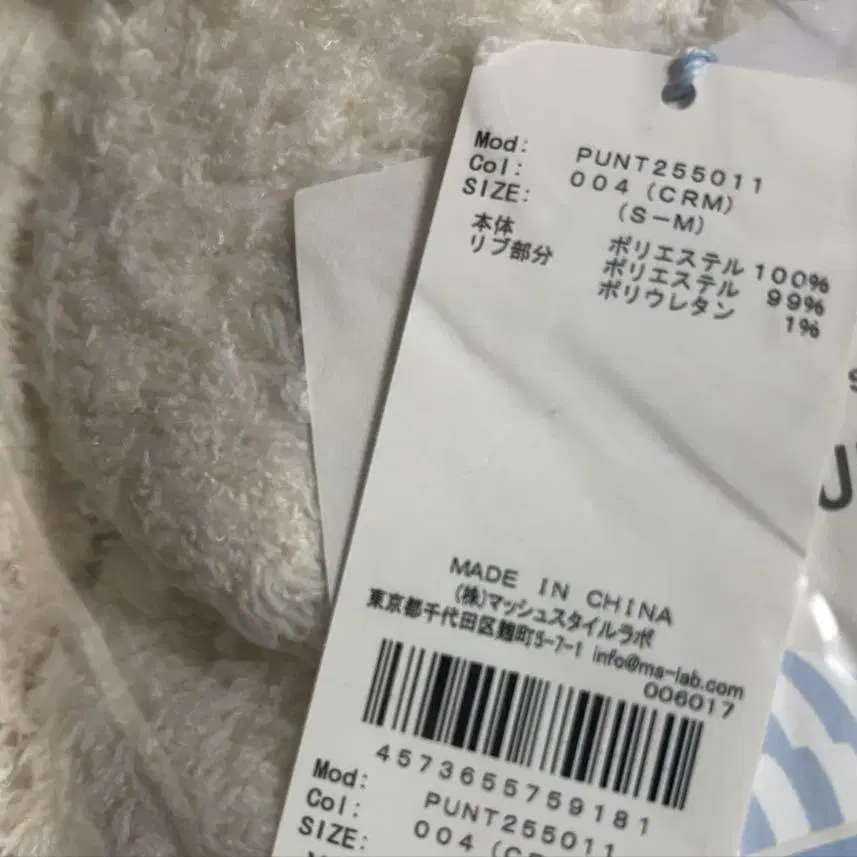 Mod: PUNT255011
Col: 004 (CRM)
SIZE: (S-M)
本体 ポリエステル 100%
リブ部分 ポリエステル 99%
ポリウレタン 1%
MADE IN CHINA
(株)マッシュスタイルラボ
東京都千代田区麹町5-7-1 info@ma-lab.com
006017
4573655759181
Mod: PUNT255011
Col: 004
SIZE: